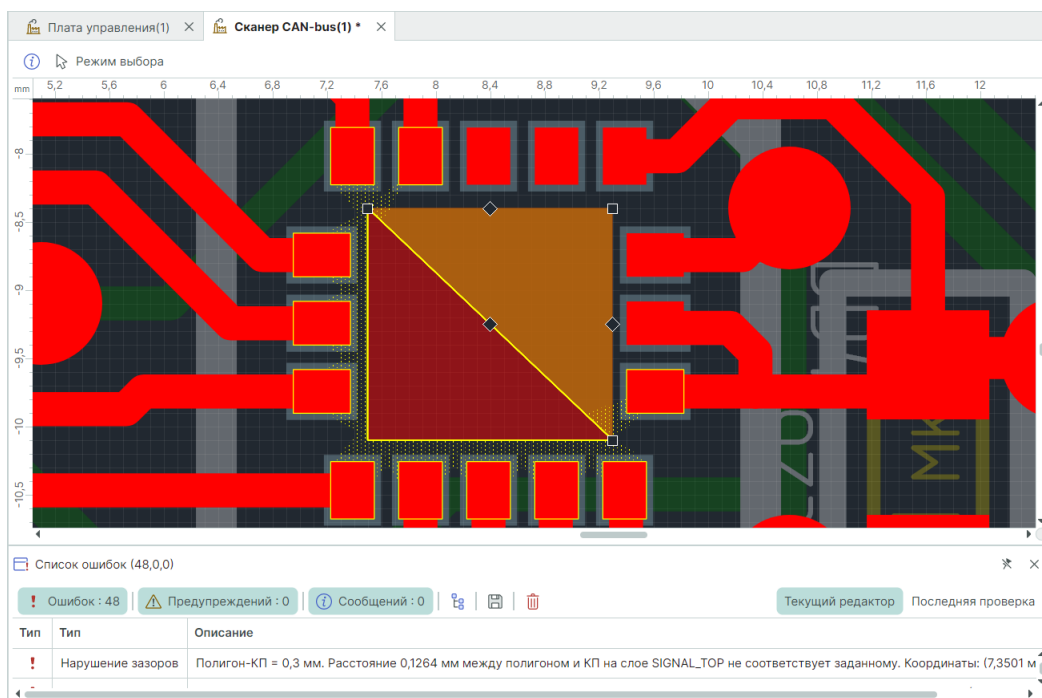 Плата управления(1)
Сканер CAN-bus(1) *
Режим выбора
mm 5,2 5,6 6 6,4 6,8 7,2 7,6 8 8,4 8,8 9,2 9,6 10 10,4 10,8 11,2 11,6 12
-8
-8,5
-9
-9,5
-10
-10,5
Список ошибок (48,0,0)
Ошибок : 48 Предупреждений : 0 Сообщений : 0 Текущий редактор Последняя проверка
Тип Тип Описание
Нарушение зазоров Полигон-КП = 0,3 мм. Расстояние 0,1264 мм между полигоном и КП на слое SIGNAL_TOP не соответствует заданному. Координаты: (7,3501 м